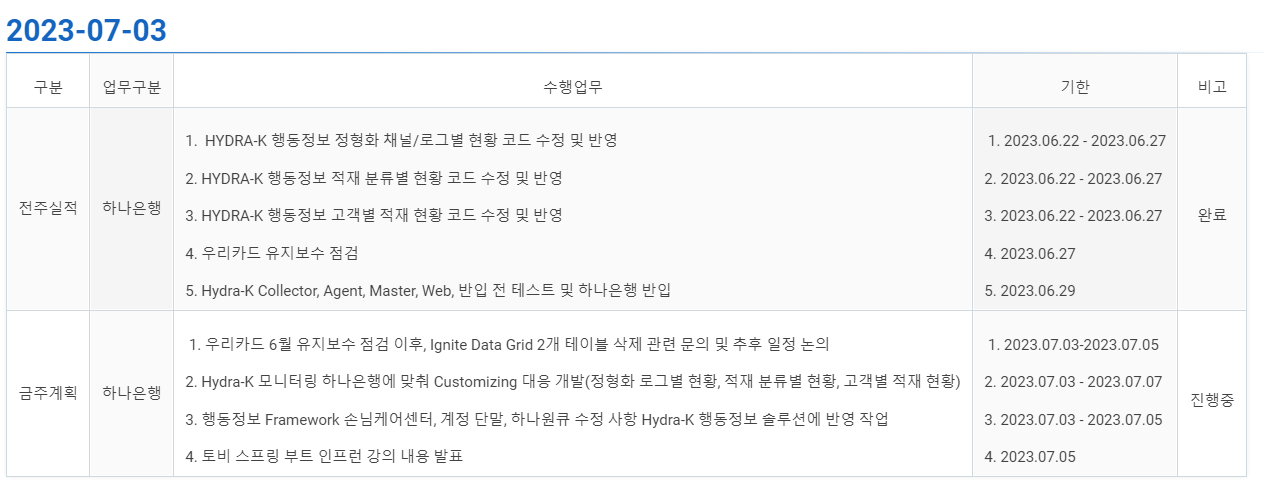 2023-07-03
구분 업무구분 수행업무 기한 비고
전주실적 하나은행
1. HYDRA-K 행동정보 정형화 채널/로그별 현황 코드 수정 및 반영
2. HYDRA-K 행동정보 적재 분류별 현황 코드 수정 및 반영
3. HYDRA-K 행동정보 고객별 적재 현황 코드 수정 및 반영
4. 우리카드 유지보수 점검
5. Hydra-K Collector, Agent, Master, Web, 반입 전 테스트 및 하나은행 반입
1. 2023.06.22 - 2023.06.27
2. 2023.06.22 - 2023.06.27
3. 2023.06.22 - 2023.06.27
4. 2023.06.27
5. 2023.06.29
완료
금주계획 하나은행
1. 우리카드 6월 유지보수 점검 이후, Ignite Data Grid 2개 테이블 삭제 관련 문의 및 추후 일정 논의
2. Hydra-K 모니터링 하나은행에 맞춰 Customizing 대응 개발(정형화 로그별 현황, 적재 분류별 현황, 고객별 적재 현황)
3. 행동정보 Framework 손님케어센터, 계정 단말, 하나원큐 수정 사항 Hydra-K 행동정보 솔루션에 반영 작업
4. 토비 스프링 부트 인프런 강의 내용 발표
1. 2023.07.03-2023.07.05
2. 2023.07.03 - 2023.07.07
3. 2023.07.03 - 2023.07.05
4. 2023.07.05
진행중